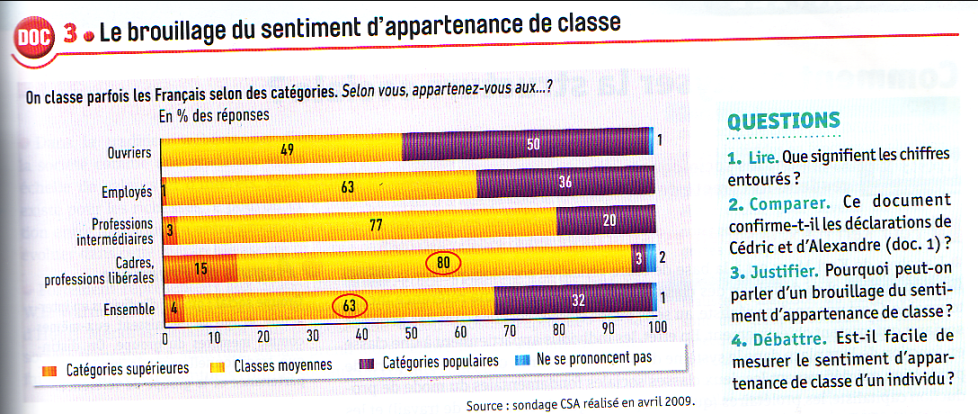 DOC 3 • Le brouillage du sentiment d'appartenance de classe
On classe parfois les Français selon des catégories. Selon vous, appartenez-vous aux...?
En % des réponses
Ouvriers 49 50 1
Employés 1 63 36
Professions
intermédiaires 3 77 20
Cadres,
professions libérales 15 80 3 2
Ensemble 4 63 32 1
0 10 20 30 40 50 60 70 80 90 100
Catégories supérieures Classes moyennes Catégories populaires Ne se prononcent pas
Source : sondage CSA réalisé en avril 2009.
QUESTIONS
1. Lire. Que signifient les chiffres
entourés ?
2. Comparer. Ce document
confirme-t-il les déclarations de
Cédric et d'Alexandre (doc. 1) ?
3. Justifier. Pourquoi peut-on
parler d'un brouillage du senti-
ment d'appartenance de classe ?
4. Débattre. Est-il facile de
mesurer le sentiment d'appar-
tenance de classe d'un individu ?